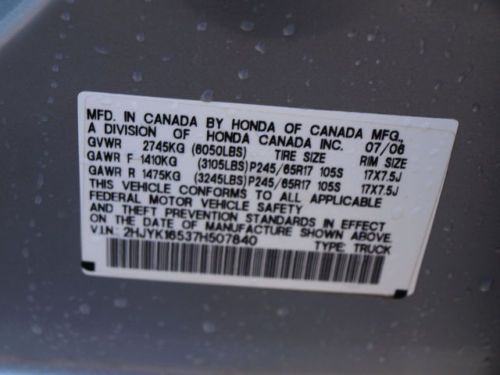 MFD. IN CANADA BY HONDA OF CANADA MFG.,
A DIVISION OF HONDA CANADA INC. 07/06
GVWR 2745KG (6050LBS) TIRE SIZE RIM SIZE
GAWR F 1410KG (3105LBS) P245/65R17 105S 17X7.5J
GAWR R 1475KG (3245LBS) P245/65R17 105S 17X7.5J
THIS VEHICLE CONFORMS TO ALL APPLICABLE
FEDERAL MOTOR VEHICLE SAFETY
AND THEFT PREVENTION STANDARDS IN EFFECT
ON THE DATE OF MANUFACTURE SHOWN ABOVE.
V.I.N.: 2HJYK16537H507840 TYPE: TRUCK